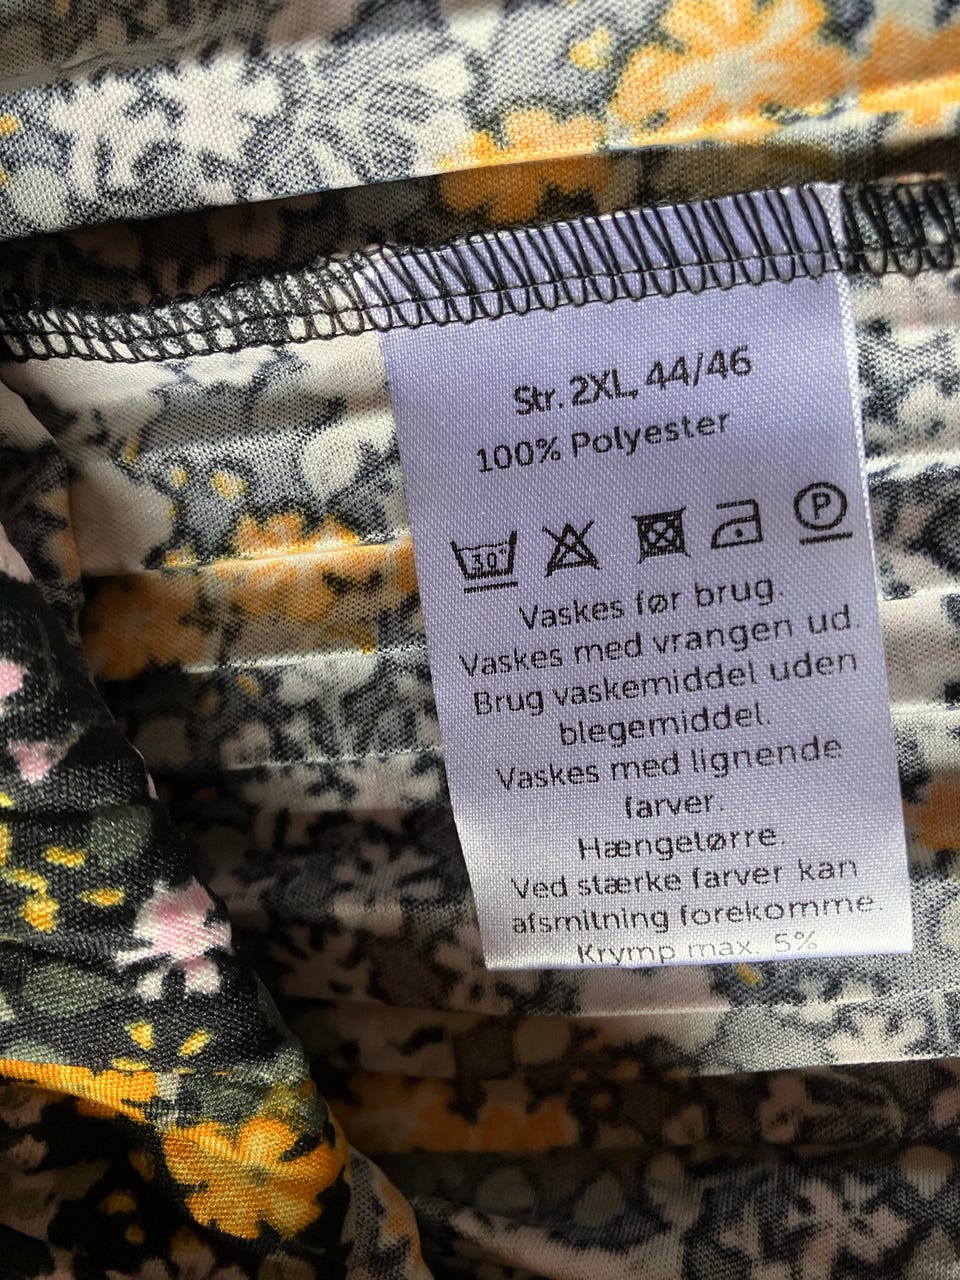 Str. 2XL, 44/46
100% Polyester
30° P
Vaskes før brug.
Vaskes med vrangen ud.
Brug vaskemiddel uden
blegemiddel.
Vaskes med lignende
farver.
Hængetørre.
Ved stærke farver kan
afsmitning forekomme.
Krymp max. 5%